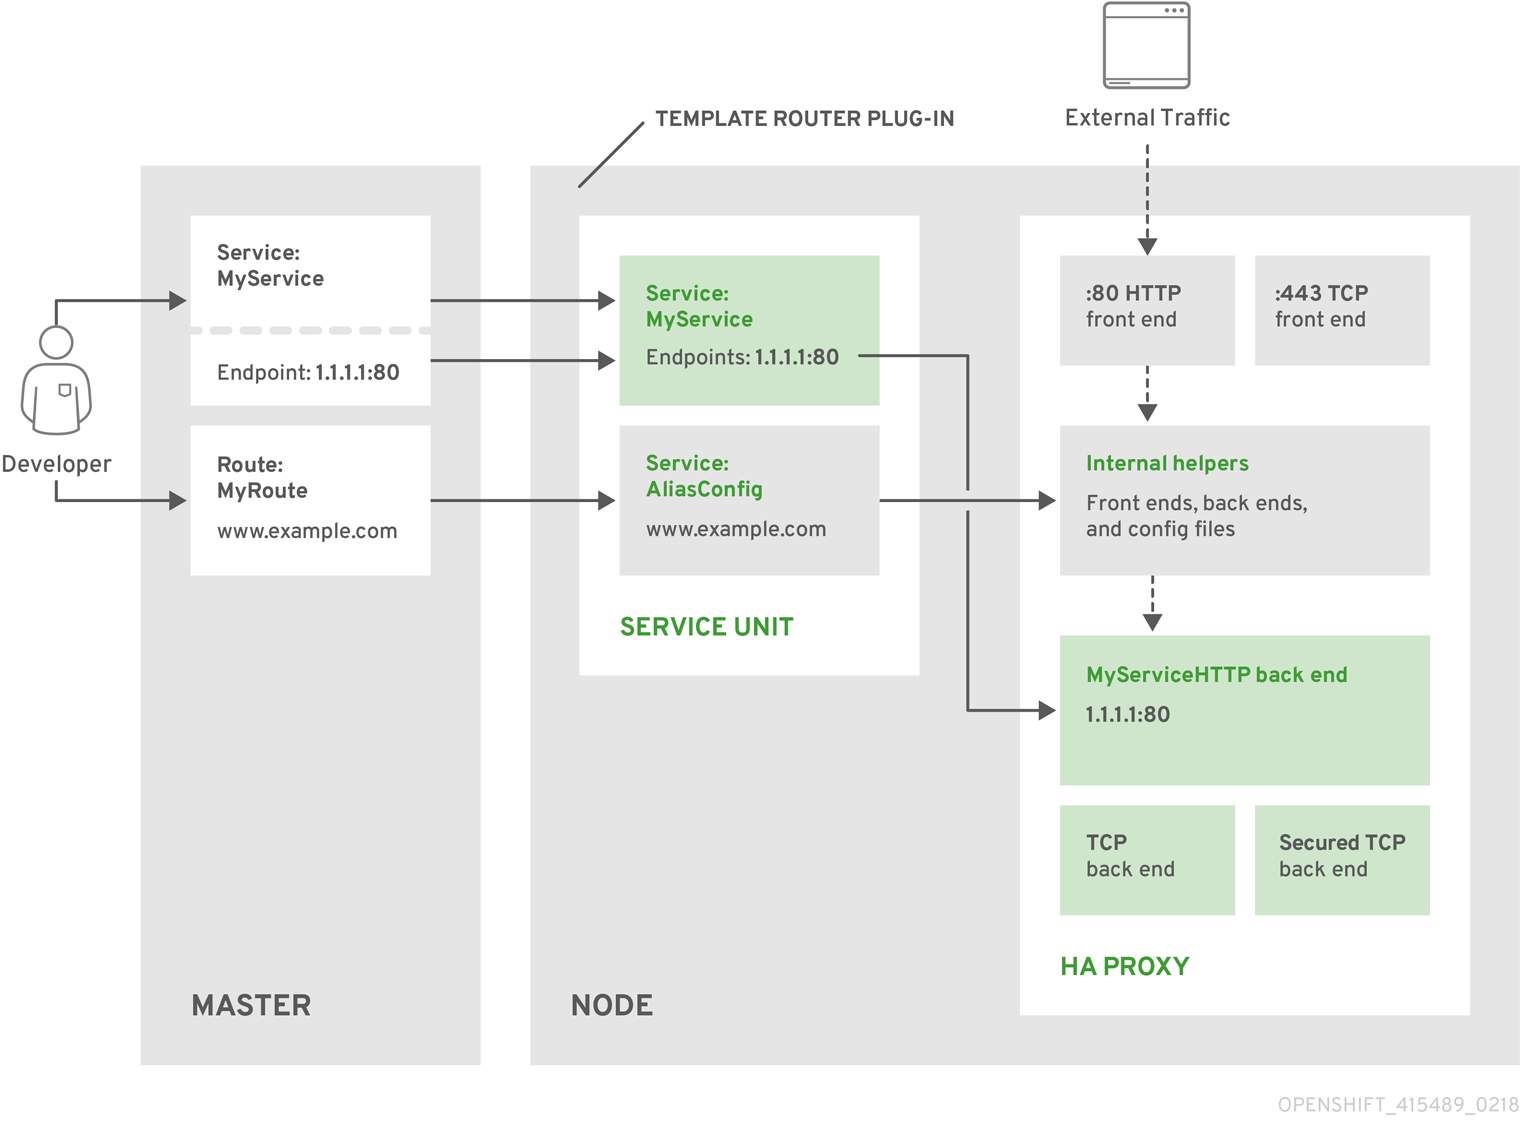 External Traffic
TEMPLATE ROUTER PLUG-IN
Developer
Service:
MyService
Endpoint: 1.1.1.1:80
Route:
MyRoute
www.example.com
MASTER
Service:
MyService
Endpoints: 1.1.1.1:80
Service:
AliasConfig
www.example.com
SERVICE UNIT
NODE
:80 HTTP
front end
:443 TCP
front end
Internal helpers
Front ends, back ends,
and config files
MyServiceHTTP back end
1.1.1.1:80
TCP
back end
Secured TCP
back end
HA PROXY
OPENSHIFT_415489_0218